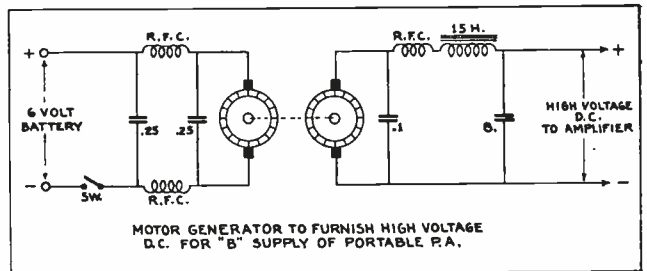 R.F.C.
R.F.C.
15 H.
+
+
6 VOLT
BATTERY
.25
.25
.1
8.
HIGH VOLTAGE
D.C.
TO AMPLIFIER
-
SW.
R.F.C.
-
MOTOR GENERATOR TO FURNISH HIGH VOLTAGE
D.C. FOR "B" SUPPLY OF PORTABLE P.A.